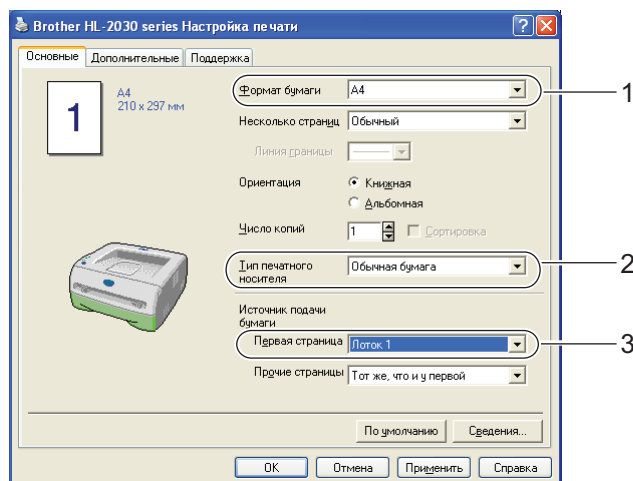 Brother HL-2030 series Настройка печати
Основные Дополнительные Поддержка
1
A4
210 x 297 мм
Формат бумаги A4
1
Несколько страниц Обычный
Линия границы
Ориентация Книжная
Альбомная
Число копий 1 Сортировка
Тип печатного носителя Обычная бумага
2
Источник подачи бумаги
Первая страница Лоток 1
3
Прочие страницы Тот же, что и у первой
По умолчанию Сведения...
OK Отмена Применить Справка